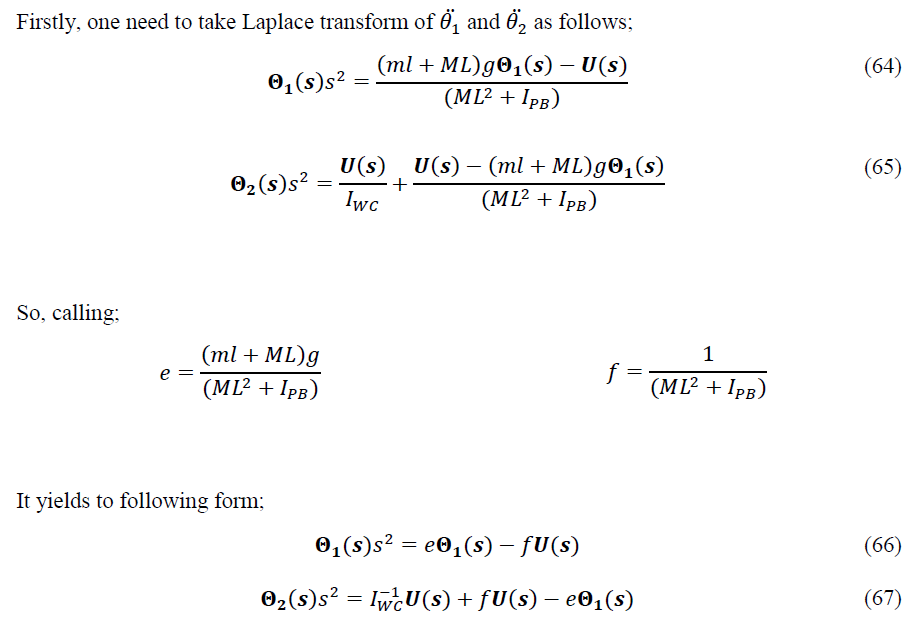 Firstly, one need to take Laplace transform of θ̈₁ and θ̈₂ as follows;
𝚯₁(𝒔)s² = ((ml + ML)g𝚯₁(𝒔) − 𝑼(𝒔)) / (ML² + I_PB) (64)
𝚯₂(𝒔)s² = 𝑼(𝒔) / I_WC + (𝑼(𝒔) − (ml + ML)g𝚯₁(𝒔)) / (ML² + I_PB) (65)
So, calling;
e = (ml + ML)g / (ML² + I_PB) f = 1 / (ML² + I_PB)
It yields to following form;
𝚯₁(𝒔)s² = e𝚯₁(𝒔) − f𝑼(𝒔) (66)
𝚯₂(𝒔)s² = I_WC⁻¹𝑼(𝒔) + f𝑼(𝒔) − e𝚯₁(𝒔) (67)